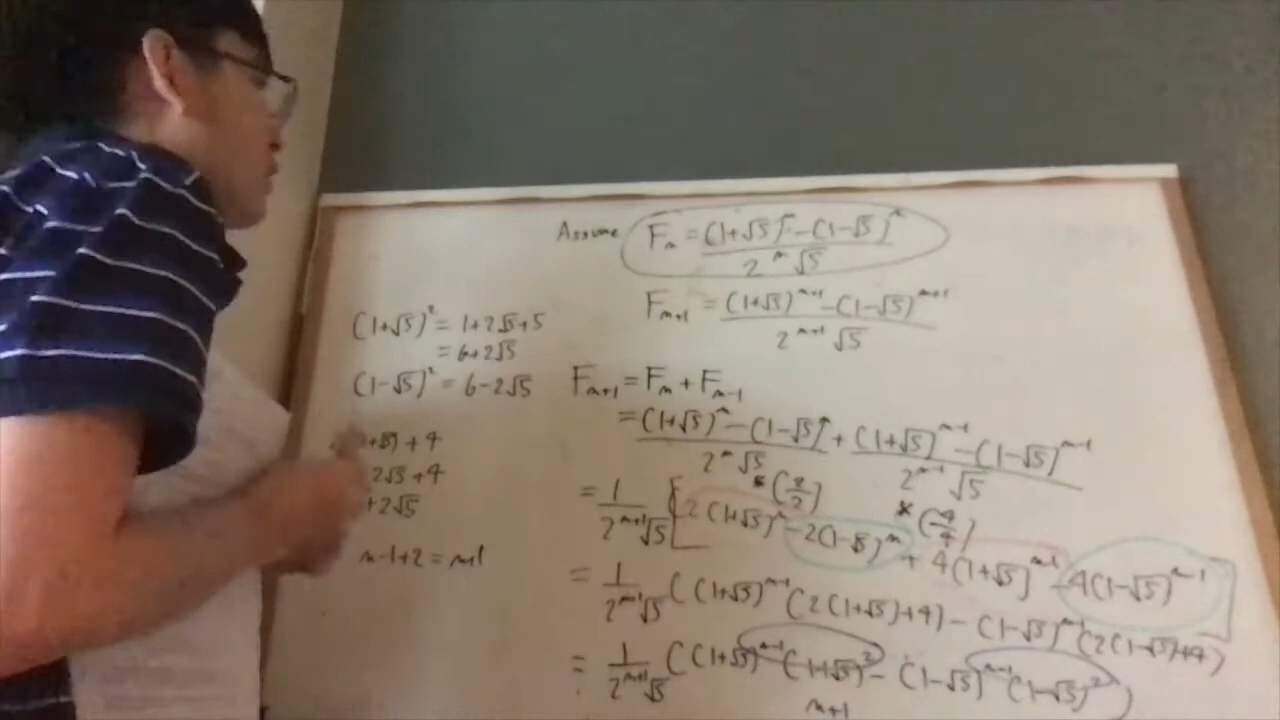 Assume F_n = ((1+√5)^n - (1-√5)^n) / (2^n √5)
F_{n+1} = ((1+√5)^{n+1} - (1-√5)^{n+1}) / (2^{n+1} √5)
(1+√5)^2 = 1+2√5+5
= 6+2√5
(1-√5)^2 = 6-2√5
+√5) + 4
2√5 + 4
+2√5
n-1+2 = n+1
F_{n+1} = F_n + F_{n-1}
= ((1+√5)^n - (1-√5)^n) / (2^n √5) + ((1+√5)^{n-1} - (1-√5)^{n-1}) / (2^{n-1} √5)
* (2/2) * (4/4)
= 1/(2^{n+1}√5) [2(1+√5)^n - 2(1-√5)^n + 4(1+√5)^{n-1} - 4(1-√5)^{n-1}]
= 1/(2^{n+1}√5) ((1+√5)^{n-1} (2(1+√5)+4) - (1-√5)^{n-1} (2(1-√5)+4)
= 1/(2^{n+1}√5) ((1+√5)^{n-1} (1+√5)^2 - (1-√5)^{n-1} (1-√5)^2)
n+1